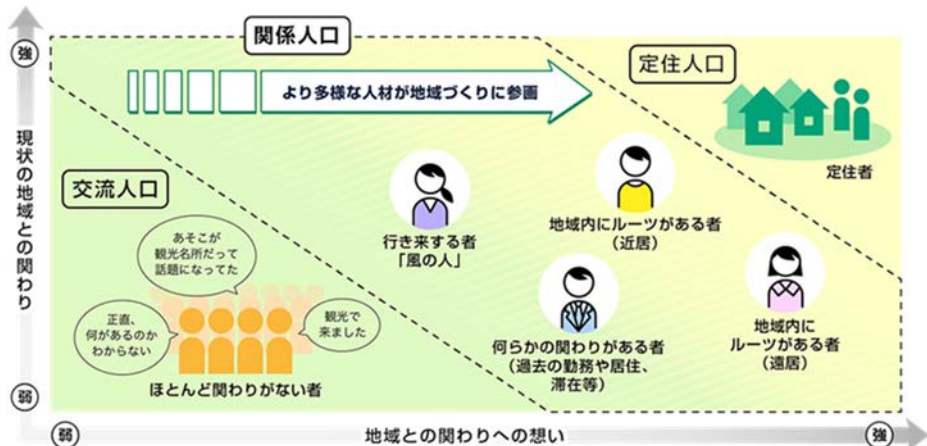 関係人口
強
より多様な人材が地域づくりに参画
定住人口
定住者
現状の地域との関わり
交流人口
あそこが
観光名所だって
話題になってた
正直、
何があるのか
わからない
観光で
来ました
ほとんど関わりがない者
行き来する者
「風の人」
地域内にルーツがある者
(近居)
何らかの関わりがある者
(過去の勤務や居住、
滞在等)
地域内に
ルーツがある者
(遠居)
弱
弱
地域との関わりへの想い
強